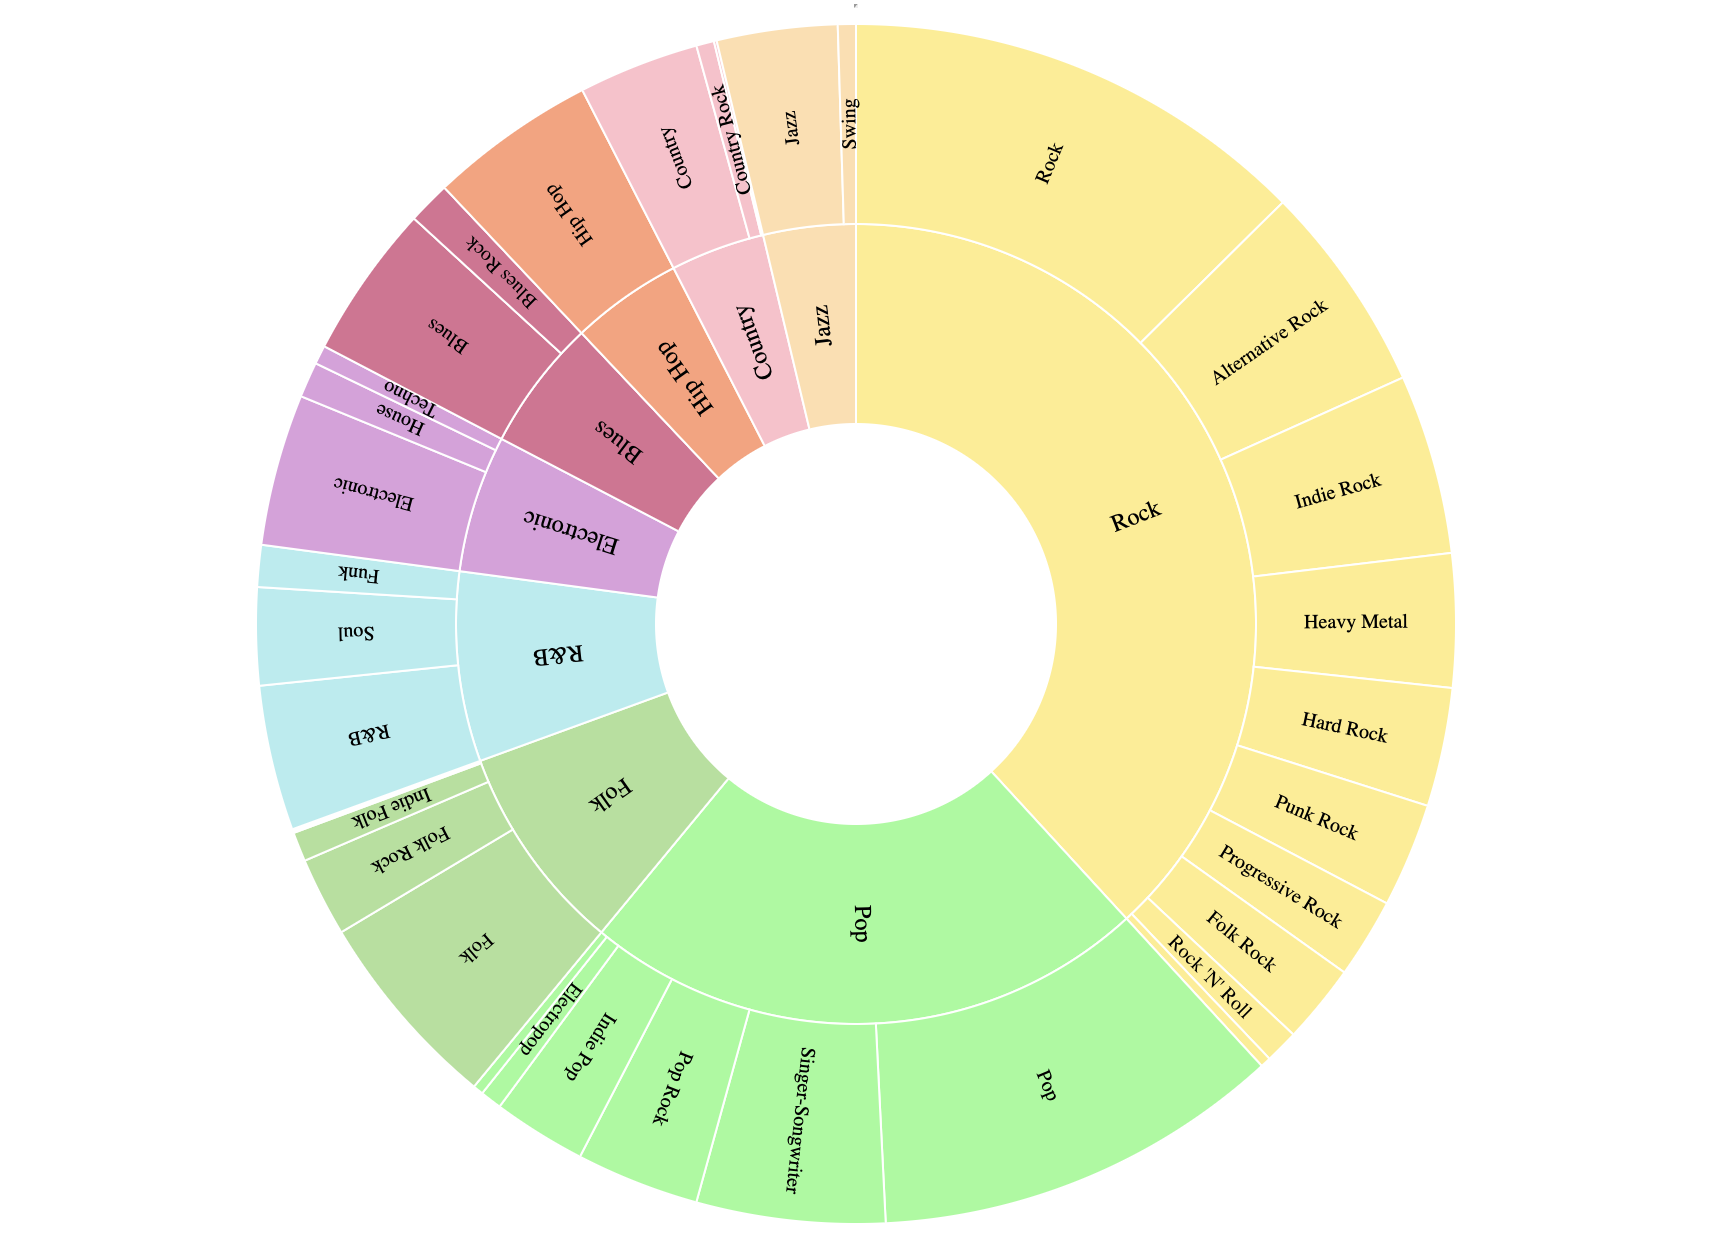 Rock
Alternative Rock
Indie Rock
Heavy Metal
Hard Rock
Punk Rock
Progressive Rock
Folk Rock
Rock 'N' Roll
Rock
Pop
Singer-Songwriter
Pop Rock
Indie Pop
Electropop
Pop
Folk
Folk Rock
Indie Folk
Folk
R&B
Soul
Funk
R&B
Electronic
House
Techno
Electronic
Blues
Blues Rock
Blues
Hip Hop
Hip Hop
Country
Country Rock
Country
Jazz
Swing
Jazz